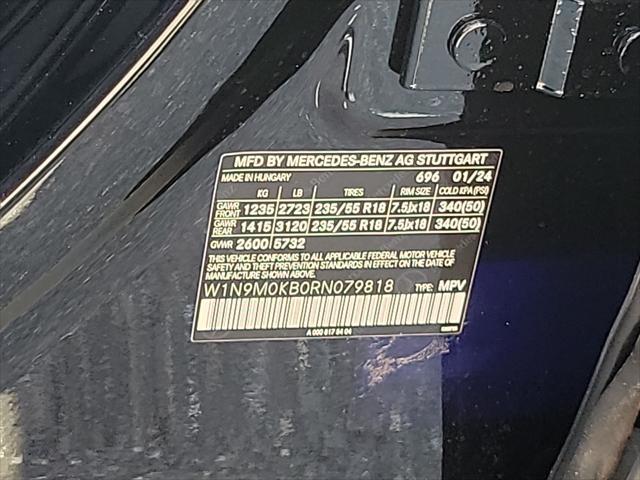 MFD BY MERCEDES-BENZ AG STUTTGART
MADE IN HUNGARY 696 01/24
KG LB TIRES RIM SIZE COLD KPA (PSI)
GAWR FRONT 1235 2723 235/55 R18 7.5Jx18 340(50)
GAWR REAR 1415 3120 235/55 R18 7.5Jx18 340(50)
GVWR 2600 5732
THIS VEHICLE CONFORMS TO ALL APPLICABLE FEDERAL MOTOR VEHICLE
SAFETY AND THEFT PREVENTION STANDARDS IN EFFECT ON THE DATE OF
MANUFACTURE SHOWN ABOVE.
W1N9M0KB0RN079818 TYPE: MPV
A 000 817 84 04